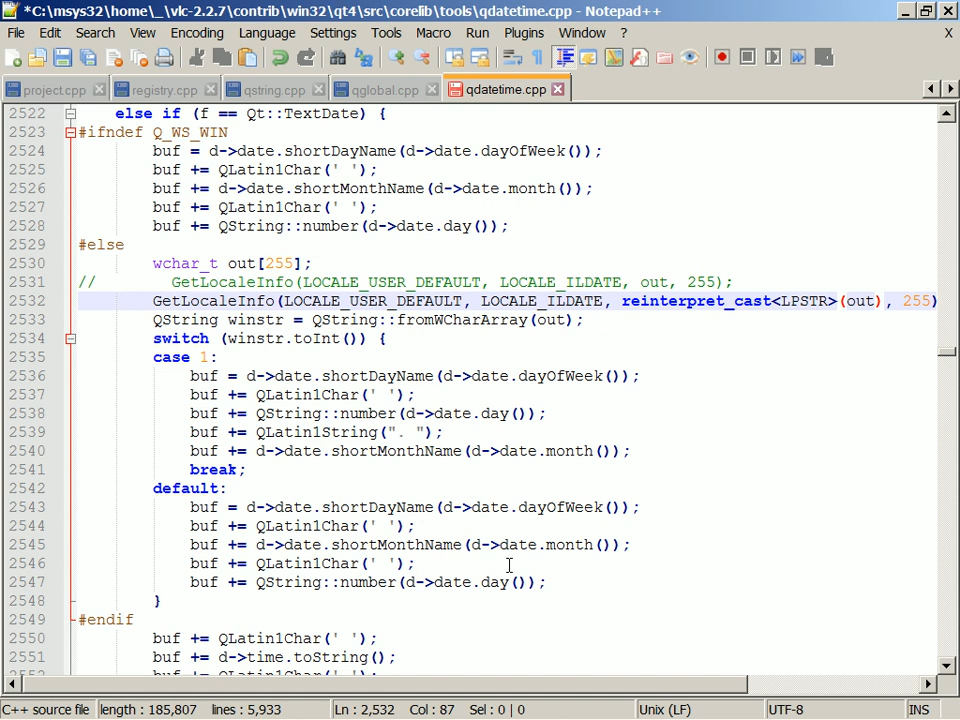 *C:\msys32\home\_\vlc-2.2.7\contrib\win32\qt4\src\corelib\tools\qdatetime.cpp - Notepad++
File Edit Search View Encoding Language Settings Tools Macro Run Plugins Window ? X
project.cpp registry.cpp qstring.cpp qglobal.cpp qdatetime.cpp
2522 else if (f == Qt::TextDate) {
2523 #ifndef Q_WS_WIN
2524 buf = d->date.shortDayName(d->date.dayOfWeek());
2525 buf += QLatin1Char(' ');
2526 buf += d->date.shortMonthName(d->date.month());
2527 buf += QLatin1Char(' ');
2528 buf += QString::number(d->date.day());
2529 #else
2530 wchar_t out[255];
2531 // GetLocaleInfo(LOCALE_USER_DEFAULT, LOCALE_ILDATE, out, 255);
2532 GetLocaleInfo(LOCALE_USER_DEFAULT, LOCALE_ILDATE, reinterpret_cast<LPSTR>(out), 255)
2533 QString winstr = QString::fromWCharArray(out);
2534 switch (winstr.toInt()) {
2535 case 1:
2536 buf = d->date.shortDayName(d->date.dayOfWeek());
2537 buf += QLatin1Char(' ');
2538 buf += QString::number(d->date.day());
2539 buf += QLatin1String(". ");
2540 buf += d->date.shortMonthName(d->date.month());
2541 break;
2542 default:
2543 buf = d->date.shortDayName(d->date.dayOfWeek());
2544 buf += QLatin1Char(' ');
2545 buf += d->date.shortMonthName(d->date.month());
2546 buf += QLatin1Char(' ');
2547 buf += QString::number(d->date.day());
2548 }
2549 #endif
2550 buf += QLatin1Char(' ');
2551 buf += d->time.toString();
2552 buf += QLatin1Char(' ');
C++ source file length : 185,807 lines : 5,933 Ln : 2,532 Col : 87 Sel : 0 | 0 Unix (LF) UTF-8 INS